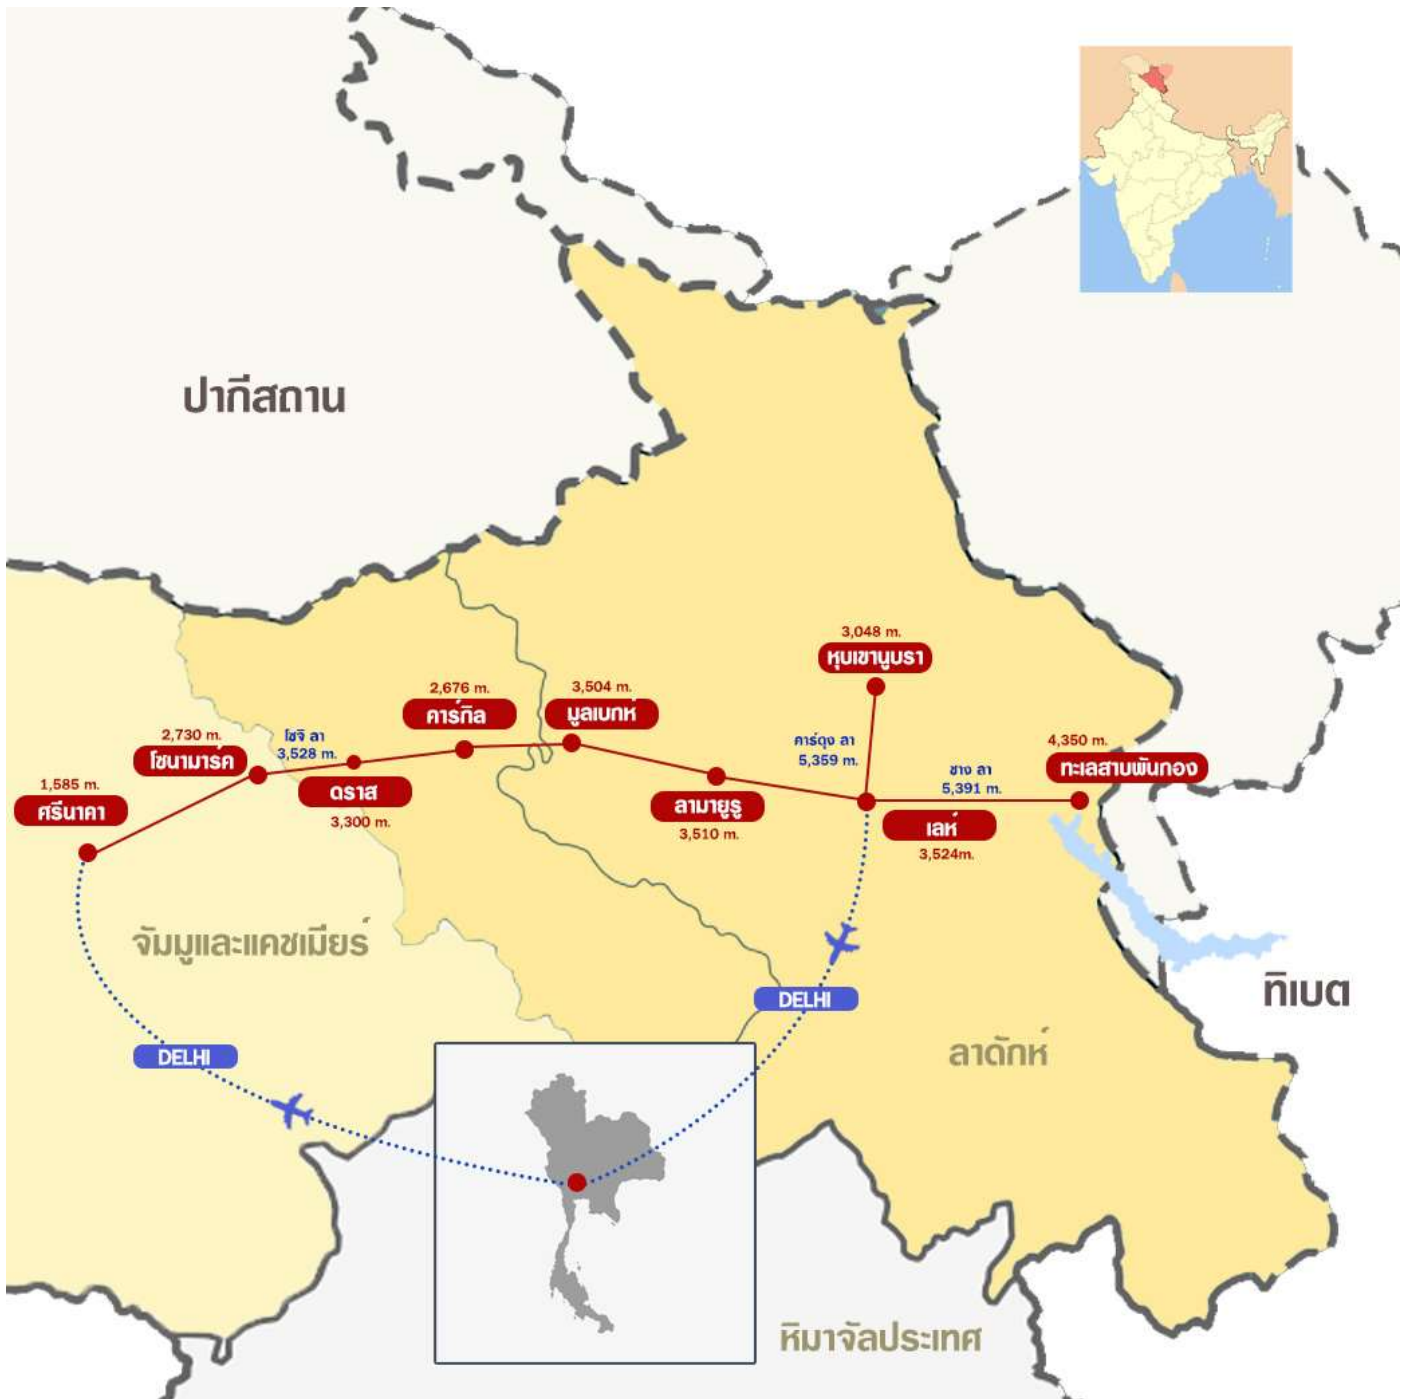 ปากีสถาน
3,048 m.
หุบเขานูบรา
2,676 m.
คาร์กิล
3,504 m.
มูลเบกห์
2,730 m.
โซนามาร์ค
โซจิ ลา
3,528 m.
คาร์ดุง ลา
5,359 m.
4,350 m.
ทะเลสาบพันกอง
ชาง ลา
5,391 m.
1,585 m.
ศรีนาคา
ดราส
3,300 m.
ลามายูรู
3,510 m.
เลห์
3,524m.
จัมมูและแคชเมียร์
DELHI
ทิเบต
DELHI
ลาดักห์
หิมาจัลประเทศ